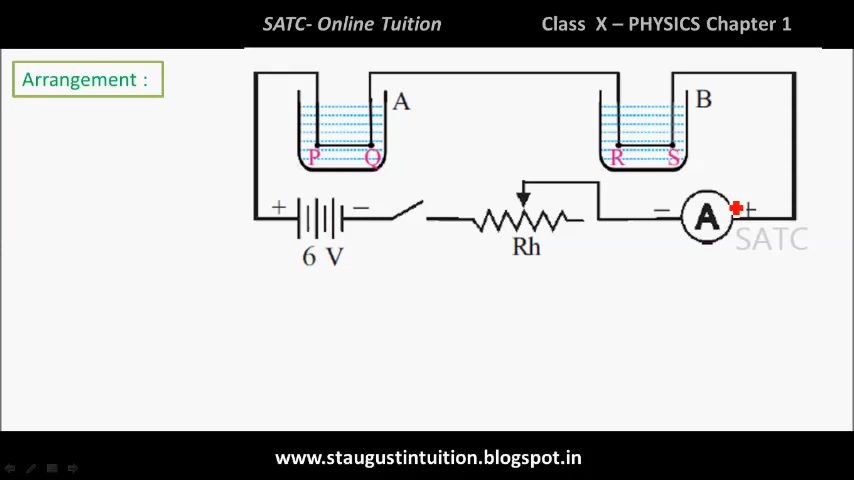 SATC- Online Tuition
Class X – PHYSICS Chapter 1
Arrangement :
A
B
P
Q
R
S
+
–
–
+
A
6 V
Rh
SATC
www.staugustintuition.blogspot.in